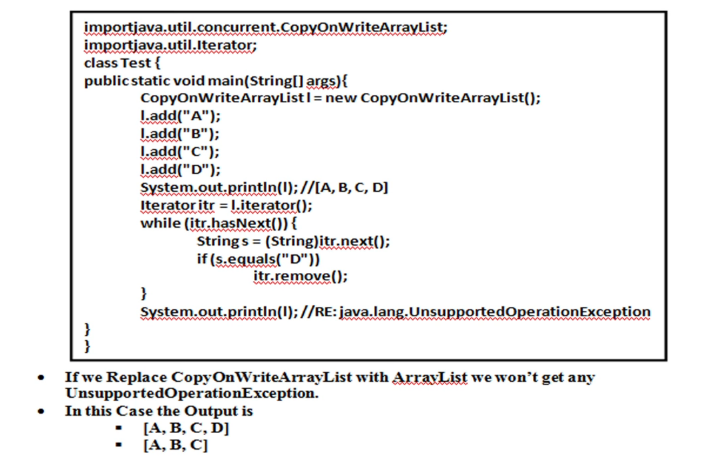 importjava.util.concurrent.CopyOnWriteArrayList;
importjava.util.Iterator;
class Test {
public static void main(String[] args){
CopyOnWriteArrayList l = new CopyOnWriteArrayList();
l.add("A");
l.add("B");
l.add("C");
l.add("D");
System.out.println(l); //[A, B, C, D]
Iterator itr = l.iterator();
while (itr.hasNext()) {
String s = (String)itr.next();
if (s.equals("D"))
itr.remove();
}
System.out.println(l); //RE: java.lang.UnsupportedOperationException
}
}
• If we Replace CopyOnWriteArrayList with ArrayList we won't get any
UnsupportedOperationException.
• In this Case the Output is
▪ [A, B, C, D]
▪ [A, B, C]